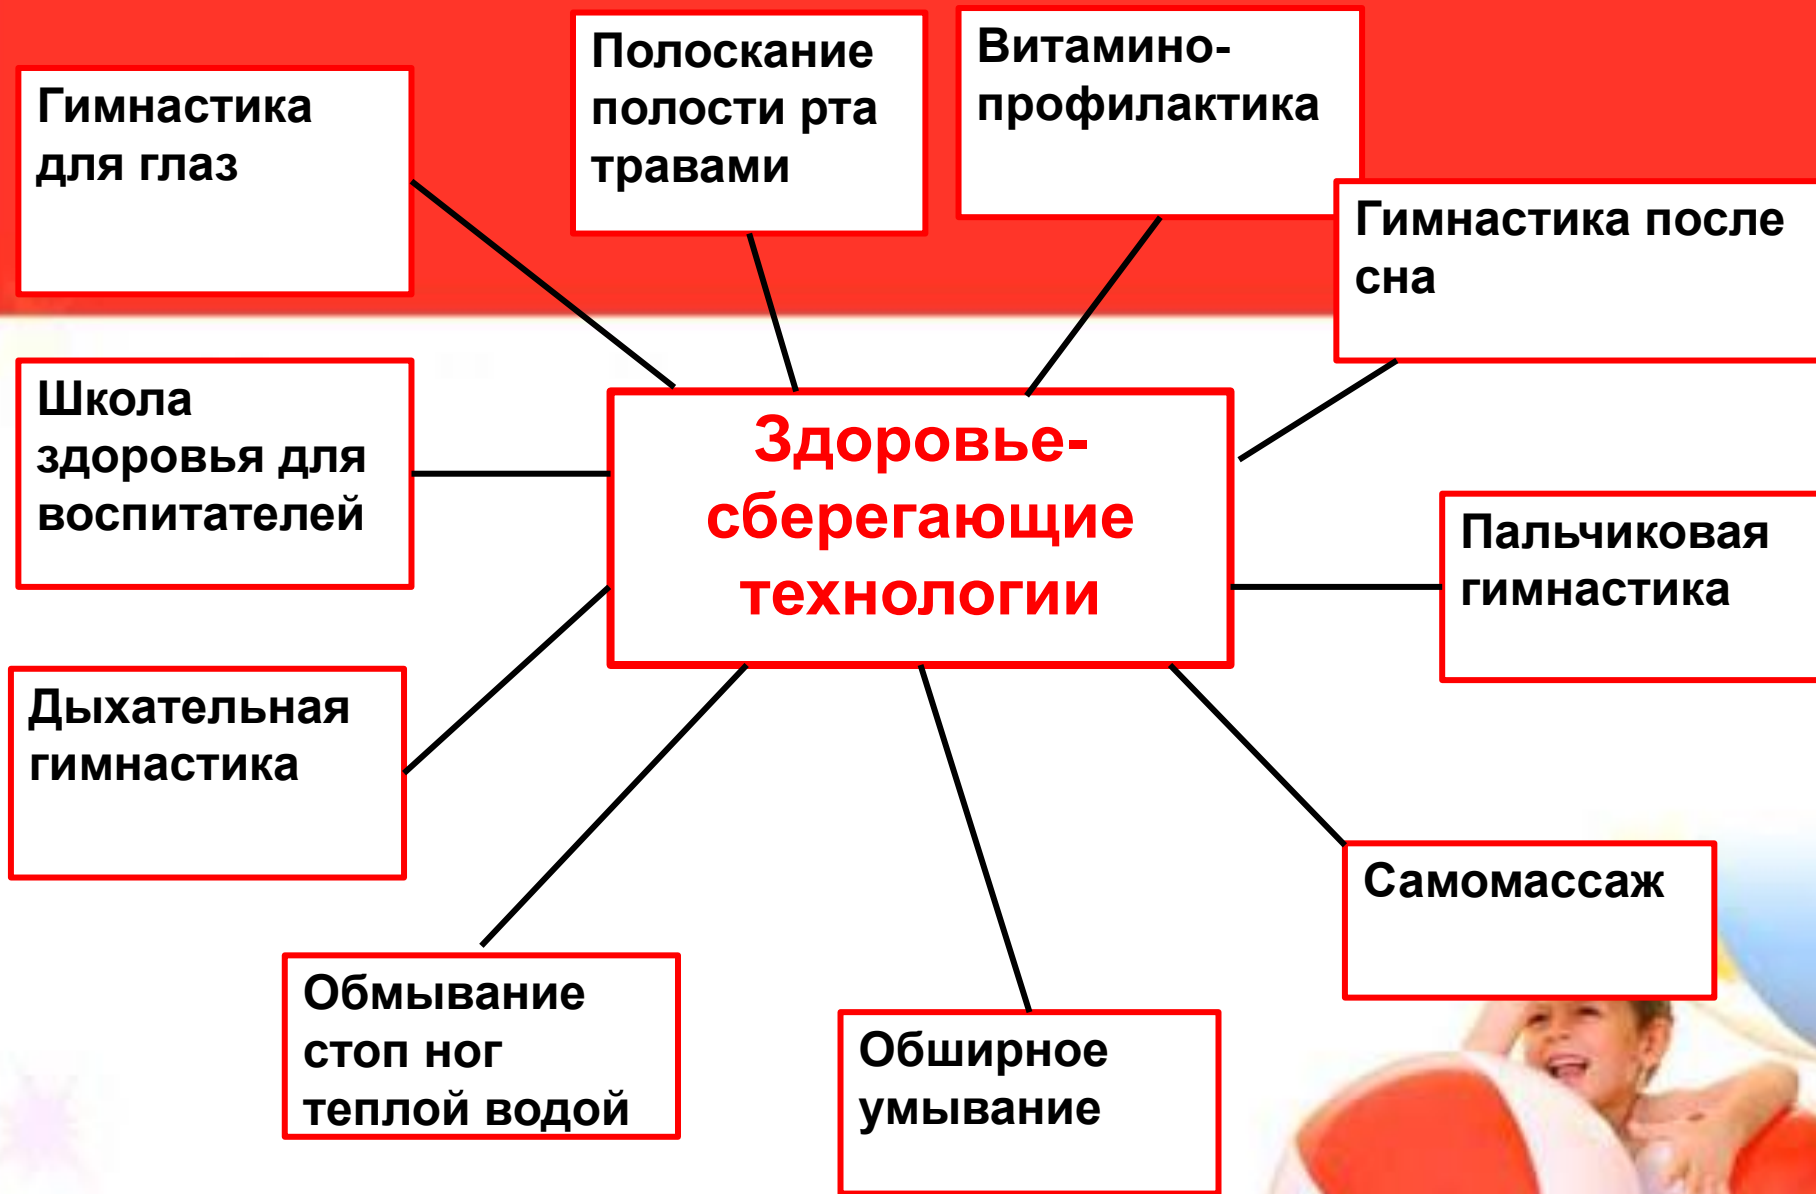 Гимнастика
для глаз
Полоскание
полости рта
травами
Витамино-
профилактика
Гимнастика после
сна
Школа
здоровья для
воспитателей
Здоровье-
сберегающие
технологии
Пальчиковая
гимнастика
Дыхательная
гимнастика
Самомассаж
Обмывание
стоп ног
теплой водой
Обширное
умывание